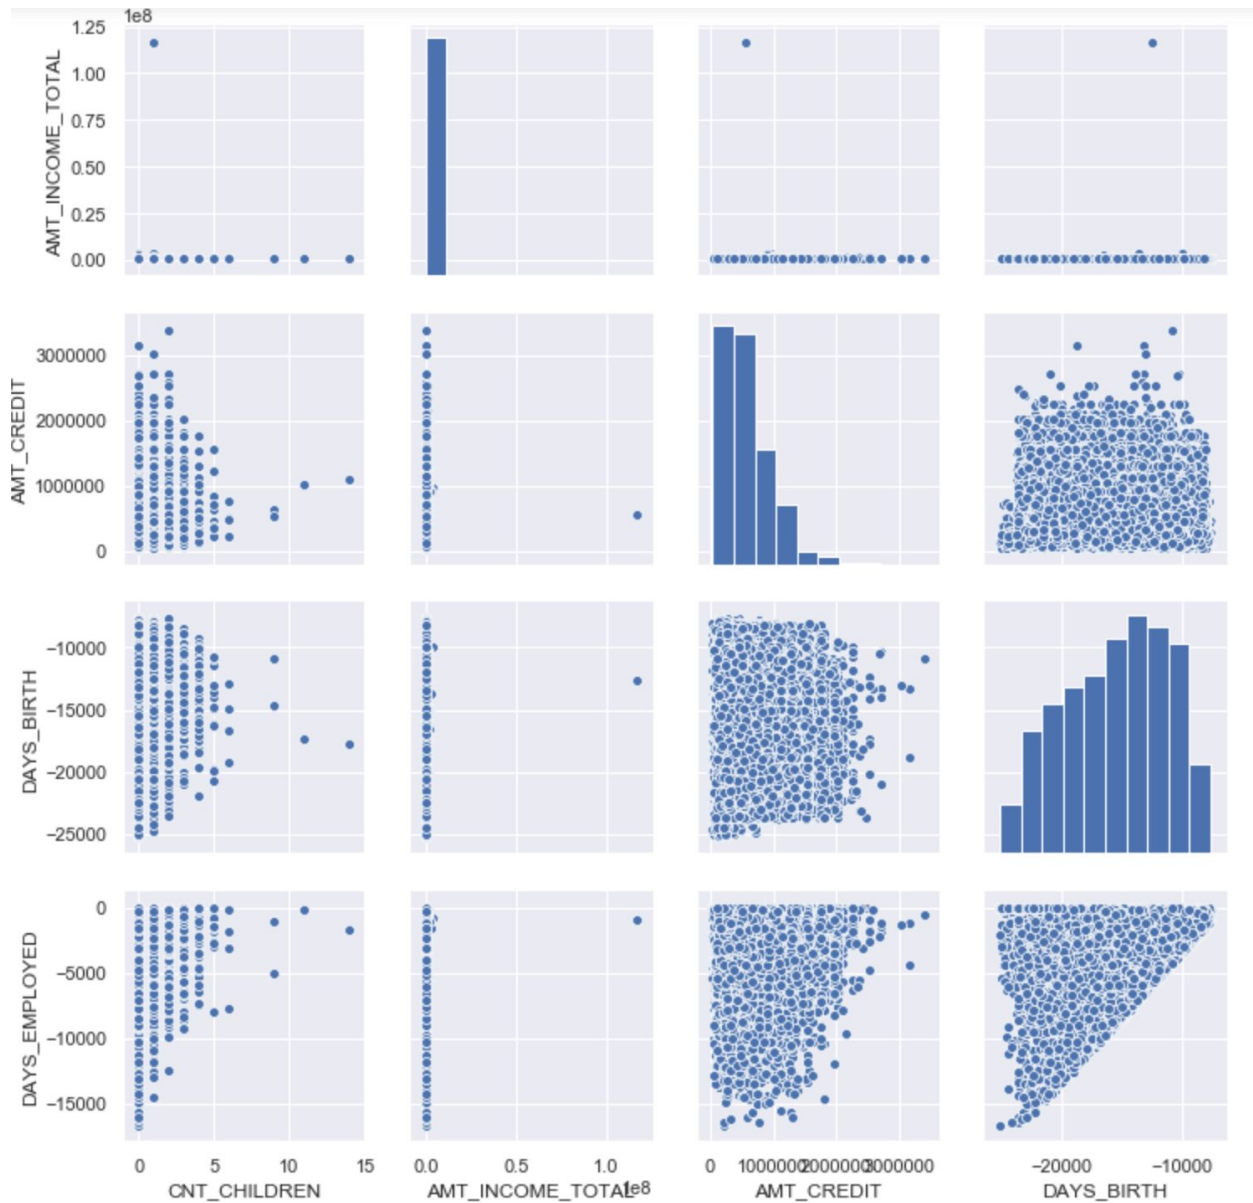 1e8
1.25
1.00
0.75
0.50
0.25
0.00
AMT_INCOME_TOTAL
3000000
2000000
1000000
0
AMT_CREDIT
−10000
−15000
−20000
−25000
DAYS_BIRTH
0
−5000
−10000
−15000
DAYS_EMPLOYED
0 5 10 15
CNT_CHILDREN
0.0 0.5 1.0
AMT_INCOME_TOTAL 1e8
0 1000000 2000000 3000000
AMT_CREDIT
−20000 −10000
DAYS_BIRTH